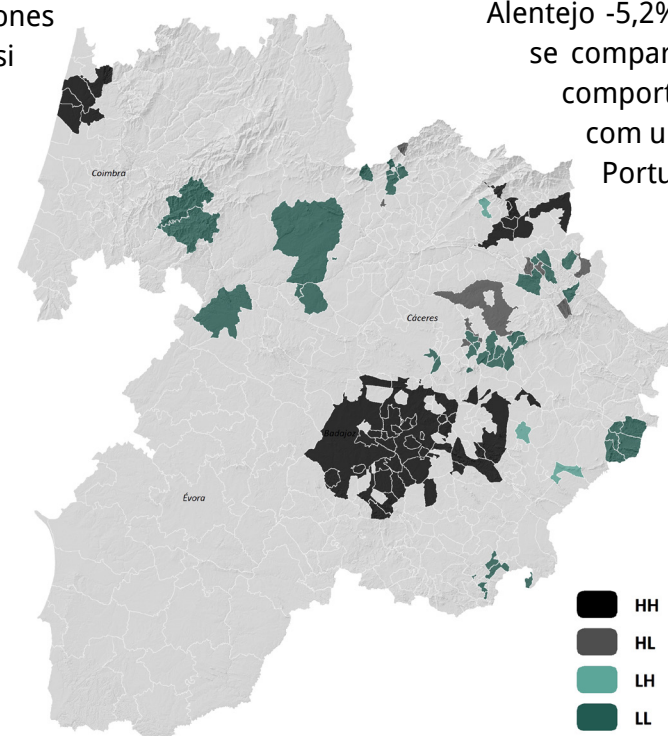 ones
si
Alentejo -5,2%
se compar
comport
com u
Portu
Coimbra
Cáceres
Badajoz
Évora
HH
HL
LH
LL